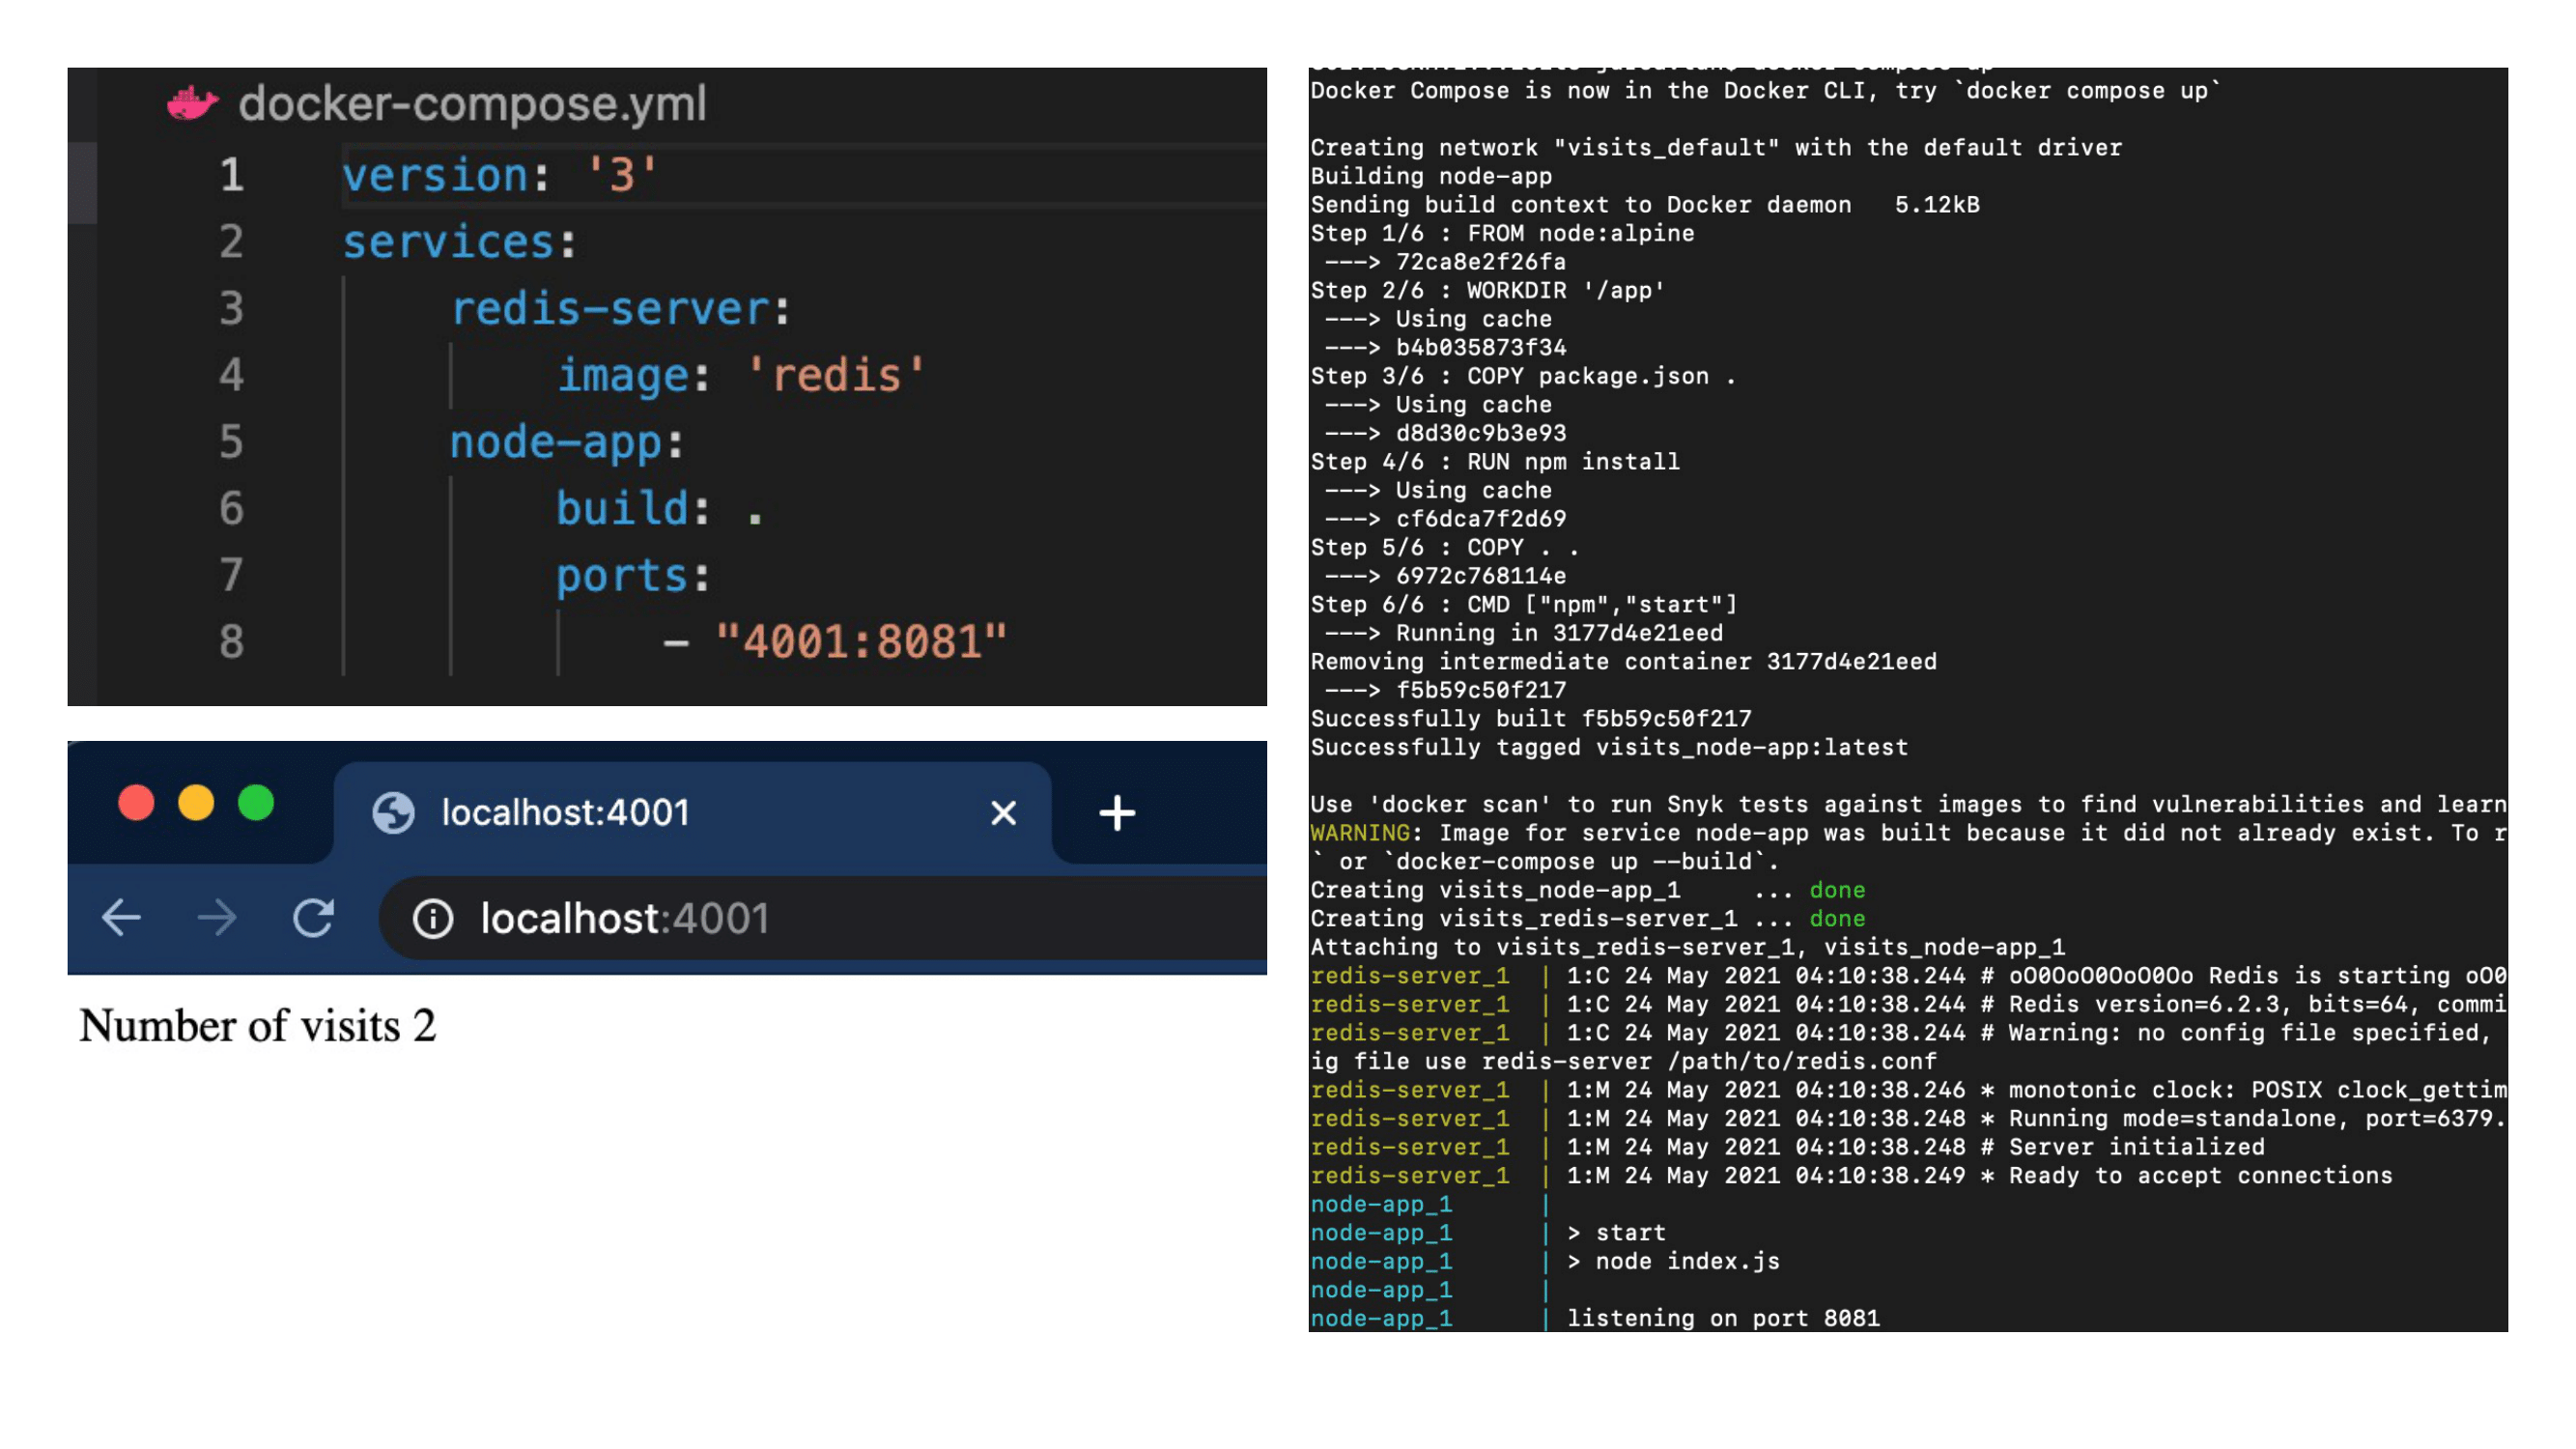 docker-compose.yml
1 version: '3'
2 services:
3 redis-server:
4 image: 'redis'
5 node-app:
6 build: .
7 ports:
8 - "4001:8081"
localhost:4001
localhost:4001
Number of visits 2
Docker Compose is now in the Docker CLI, try `docker compose up`
Creating network "visits_default" with the default driver
Building node-app
Sending build context to Docker daemon   5.12kB
Step 1/6 : FROM node:alpine
---> 72ca8e2f26fa
Step 2/6 : WORKDIR '/app'
---> Using cache
---> b4b035873f34
Step 3/6 : COPY package.json .
---> Using cache
---> d8d30c9b3e93
Step 4/6 : RUN npm install
---> Using cache
---> cf6dca7f2d69
Step 5/6 : COPY . .
---> 6972c768114e
Step 6/6 : CMD ["npm","start"]
---> Running in 3177d4e21eed
Removing intermediate container 3177d4e21eed
---> f5b59c50f217
Successfully built f5b59c50f217
Successfully tagged visits_node-app:latest
Use 'docker scan' to run Snyk tests against images to find vulnerabilities and learn
WARNING: Image for service node-app was built because it did not already exist. To r
` or `docker-compose up --build`.
Creating visits_node-app_1     ... done
Creating visits_redis-server_1 ... done
Attaching to visits_redis-server_1, visits_node-app_1
redis-server_1  | 1:C 24 May 2021 04:10:38.244 # oO0OoO0OoO0Oo Redis is starting oO0
redis-server_1  | 1:C 24 May 2021 04:10:38.244 # Redis version=6.2.3, bits=64, commi
redis-server_1  | 1:C 24 May 2021 04:10:38.244 # Warning: no config file specified,
ig file use redis-server /path/to/redis.conf
redis-server_1  | 1:M 24 May 2021 04:10:38.246 * monotonic clock: POSIX clock_gettim
redis-server_1  | 1:M 24 May 2021 04:10:38.248 * Running mode=standalone, port=6379.
redis-server_1  | 1:M 24 May 2021 04:10:38.248 # Server initialized
redis-server_1  | 1:M 24 May 2021 04:10:38.249 * Ready to accept connections
node-app_1      |
node-app_1      | > start
node-app_1      | > node index.js
node-app_1      |
node-app_1      | listening on port 8081